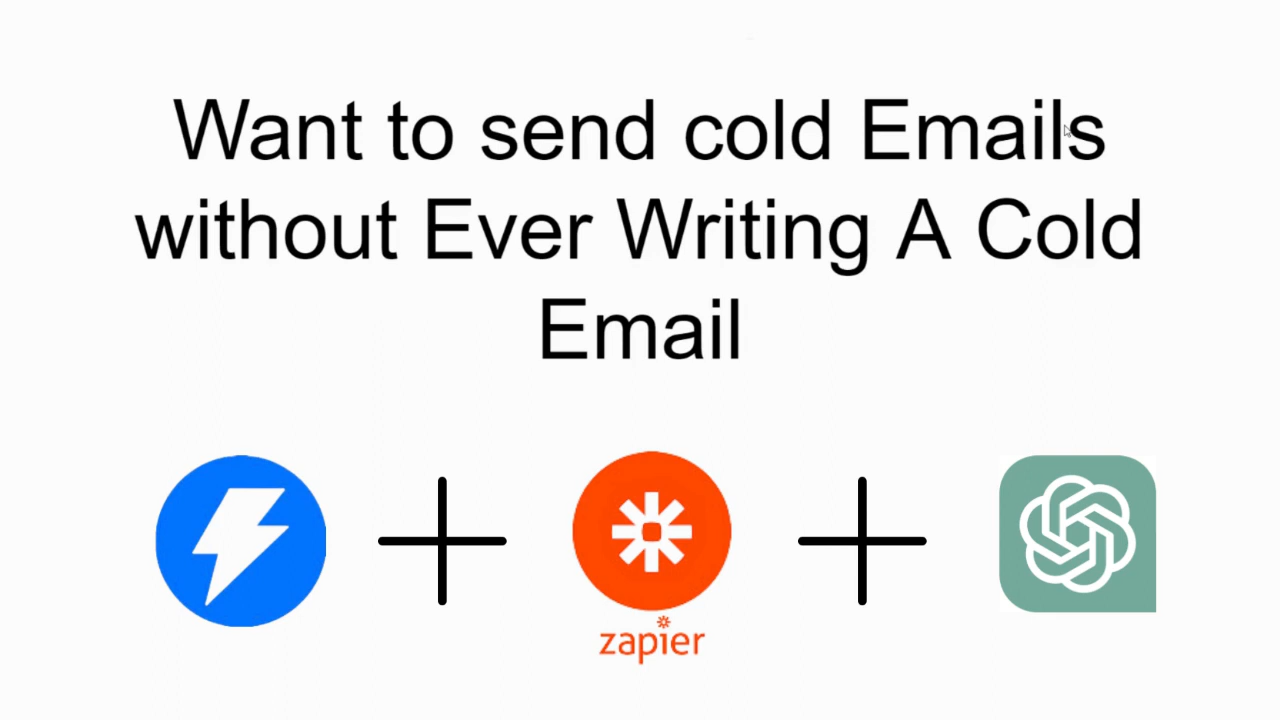 Want to send cold Emails
without Ever Writing A Cold
Email
zapier